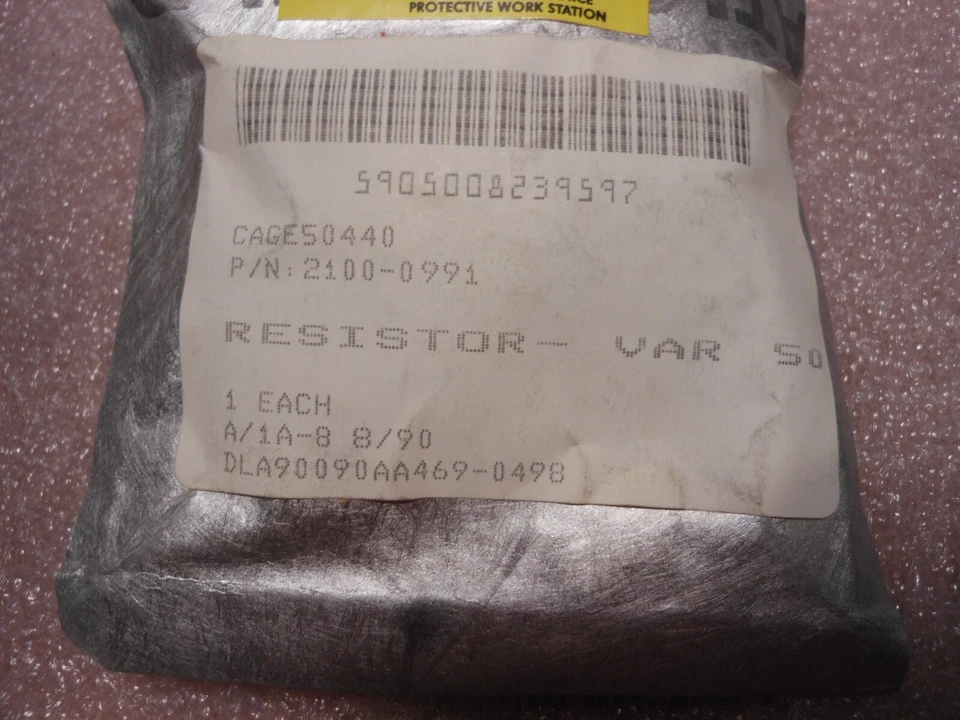 PROTECTIVE WORK STATION
5905008239597
CAGE50440
P/N:2100-0991
RESISTOR- VAR 50
1 EACH
A/1A-8 8/90
DLA90090AA469-0498